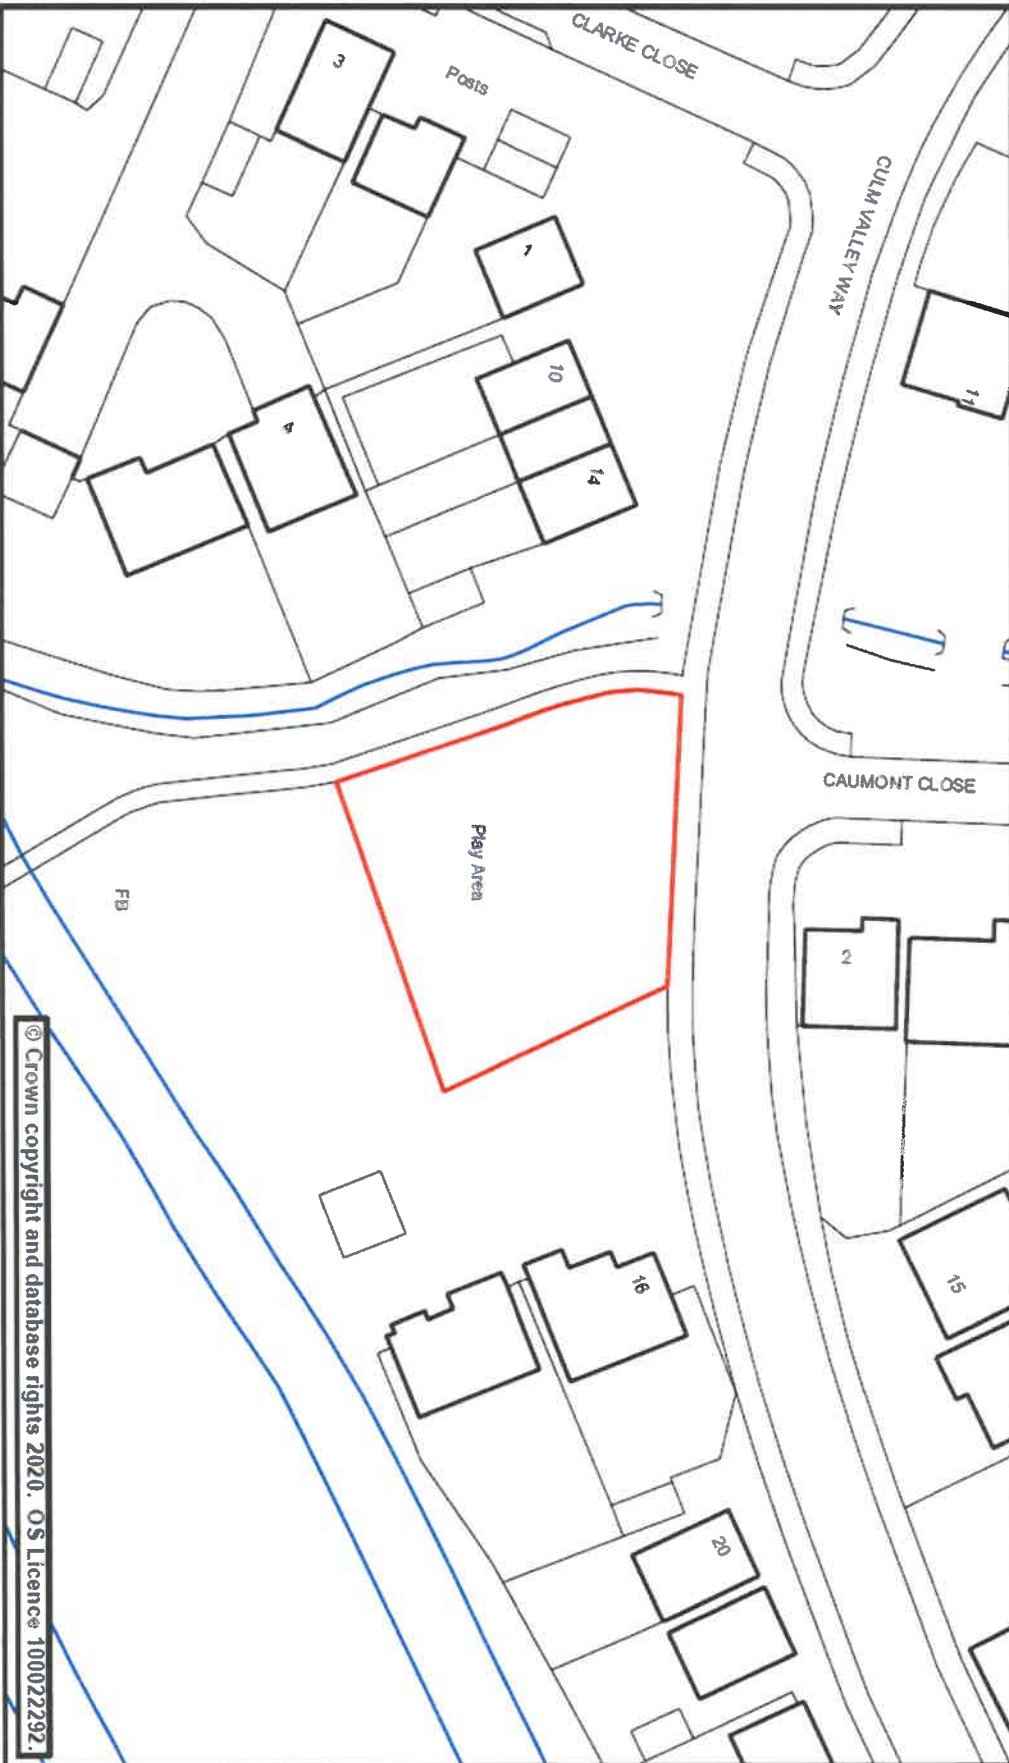 CLARKE CLOSE
3
Posts
CULM VALLEY WAY
1
11
10
4
14
CAUMONT CLOSE
Play Area
FB
2
15
16
20
© Crown copyright and database rights 2020. OS Licence 100022292.